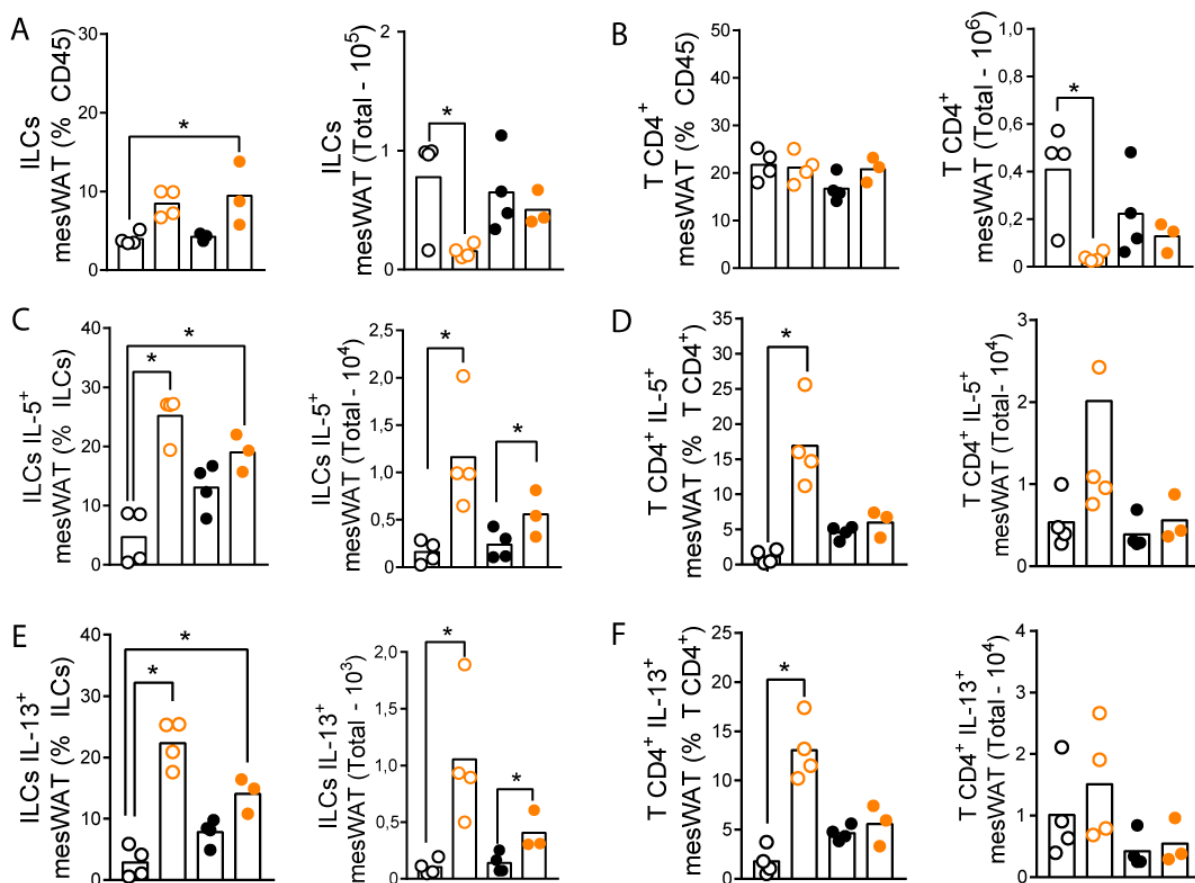 A
ILCs
mesWAT (% CD45)
30
20
10
0
*
ILCs
mesWAT (Total - 10⁵)
1
0
*
B
T CD4⁺
mesWAT (% CD45)
50
40
30
20
10
0
T CD4⁺
mesWAT (Total - 10⁶)
1,0
0,8
0,6
0,4
0,2
0
*
C
ILCs IL-5⁺
mesWAT (% ILCs)
40
30
20
10
0
*
*
ILCs IL-5⁺
mesWAT (Total - 10⁴)
2,5
2,0
1,0
0,5
0
*
*
D
T CD4⁺ IL-5⁺
mesWAT (% T CD4⁺)
35
30
25
20
15
10
5
0
*
T CD4⁺ IL-5⁺
mesWAT (Total- 10⁴)
3
2
1
0
E
ILCs IL-13⁺
mesWAT (% ILCs)
40
30
20
10
0
*
*
ILCs IL-13⁺
mesWAT (Total - 10³)
2,0
1,5
1,0
0,5
0
*
*
F
T CD4⁺ IL-13⁺
mesWAT (% T CD4⁺)
25
20
15
10
5
0
*
T CD4⁺ IL-13⁺
mesWAT (Total - 10⁴)
4
3
2
1
0